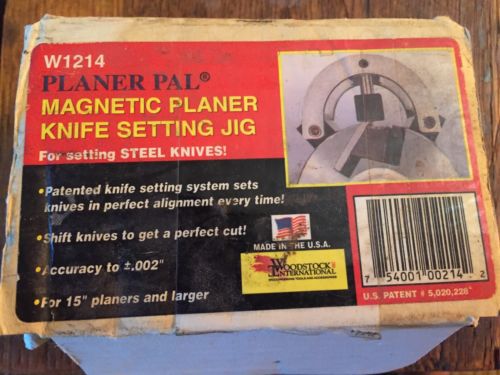 W1214
PLANER PAL®
MAGNETIC PLANER
KNIFE SETTING JIG
For setting STEEL KNIVES!
•Patented knife setting system sets
knives in perfect alignment every time!
•Shift knives to get a perfect cut!
•Accuracy to ±.002"
•For 15" planers and larger
MADE IN THE U.S.A.
WOODSTOCK
INTERNATIONAL
7 54001 00214 2
U.S. PATENT # 5,020,228